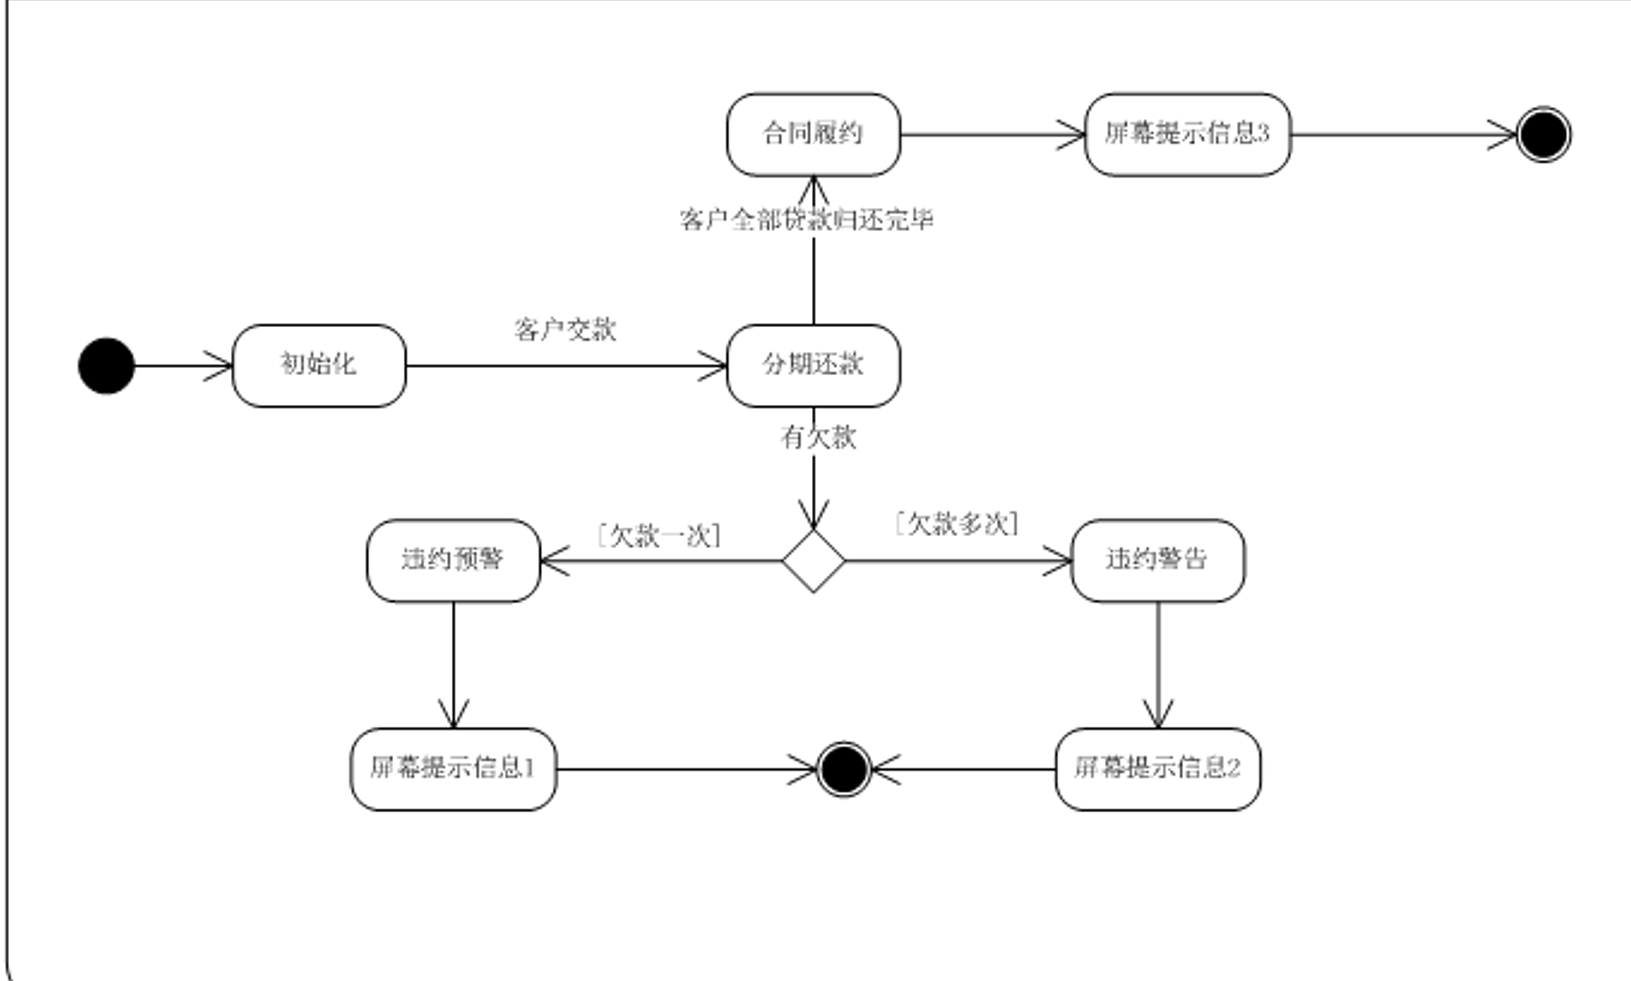 合同履约
屏幕提示信息3
客户全部贷款归还完毕
客户交款
初始化
分期还款
有欠款
[欠款一次]
[欠款多次]
违约预警
违约警告
屏幕提示信息1
屏幕提示信息2